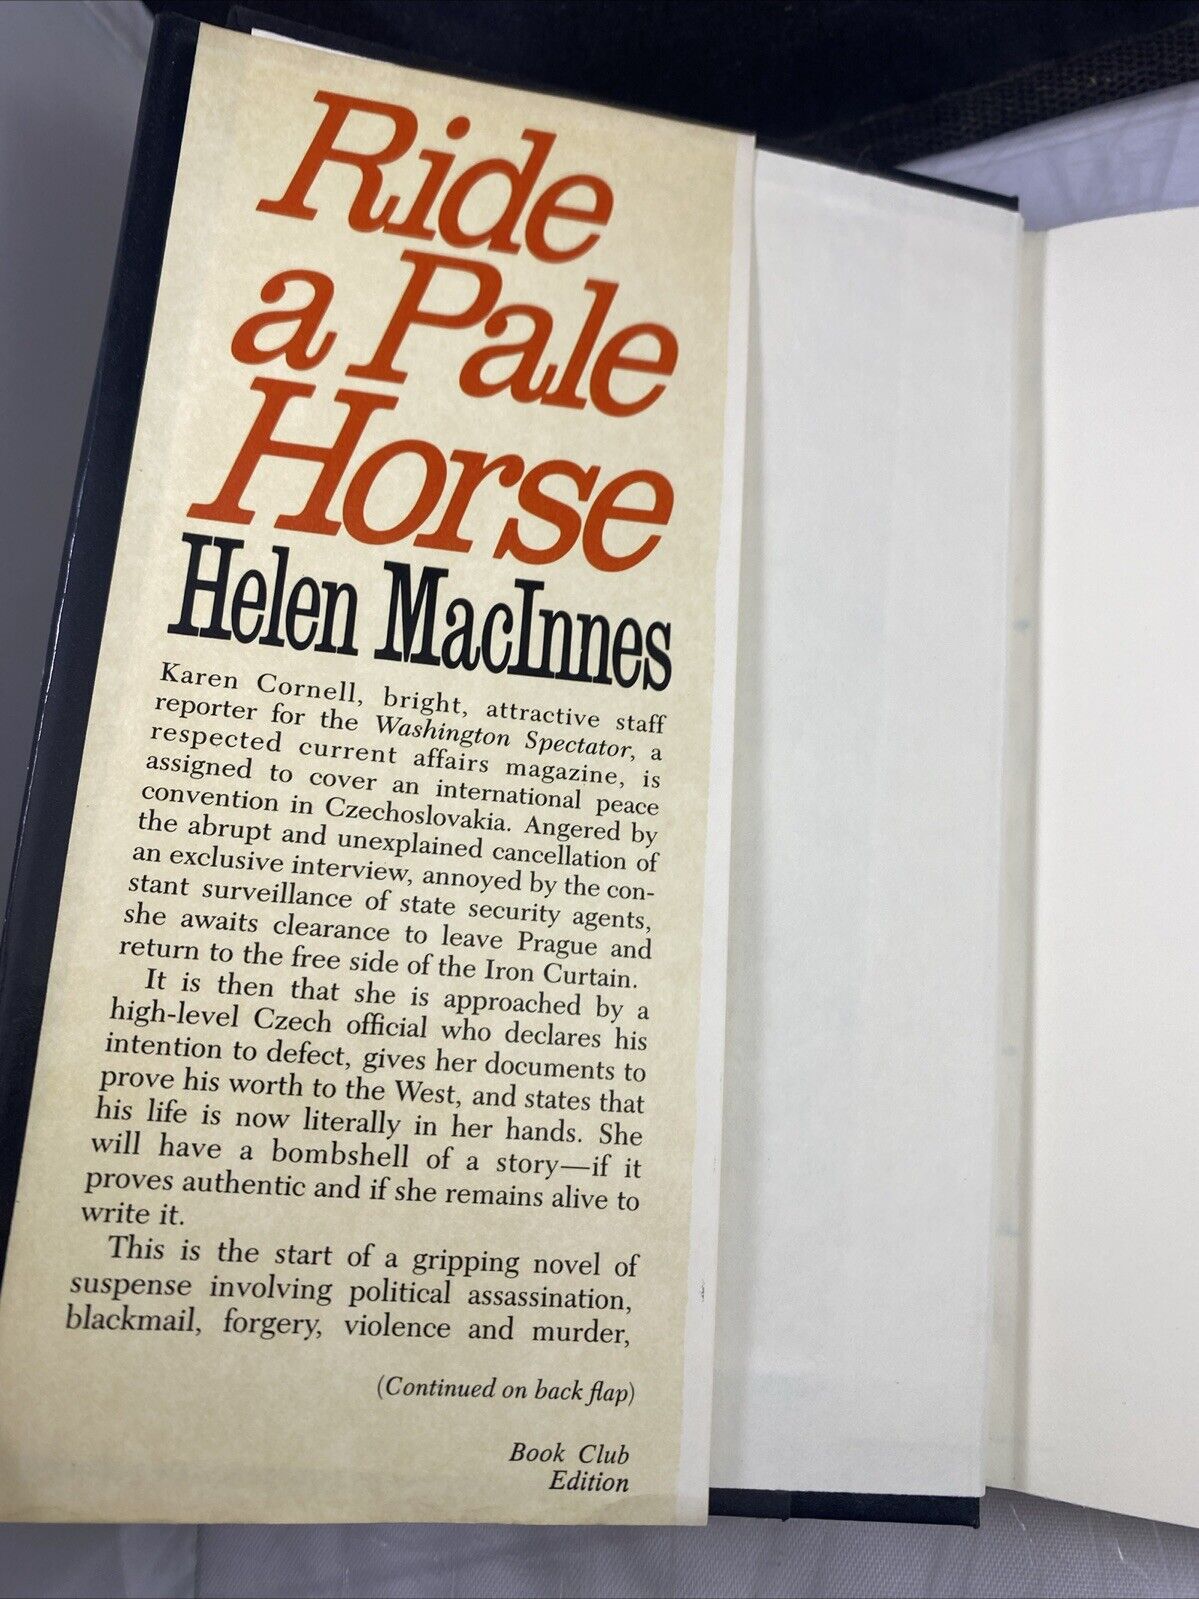 Ride
a Pale
Horse
Helen MacInnes
Karen Cornell, bright, attractive staff
reporter for the Washington Spectator, a
respected current affairs magazine, is
assigned to cover an international peace
convention in Czechoslovakia. Angered by
the abrupt and unexplained cancellation of
an exclusive interview, annoyed by the con-
stant surveillance of state security agents,
she awaits clearance to leave Prague and
return to the free side of the Iron Curtain.
It is then that she is approached by a
high-level Czech official who declares his
intention to defect, gives her documents to
prove his worth to the West, and states that
his life is now literally in her hands. She
will have a bombshell of a story—if it
proves authentic and if she remains alive to
write it.
This is the start of a gripping novel of
suspense involving political assassination,
blackmail, forgery, violence and murder,
(Continued on back flap)
Book Club
Edition